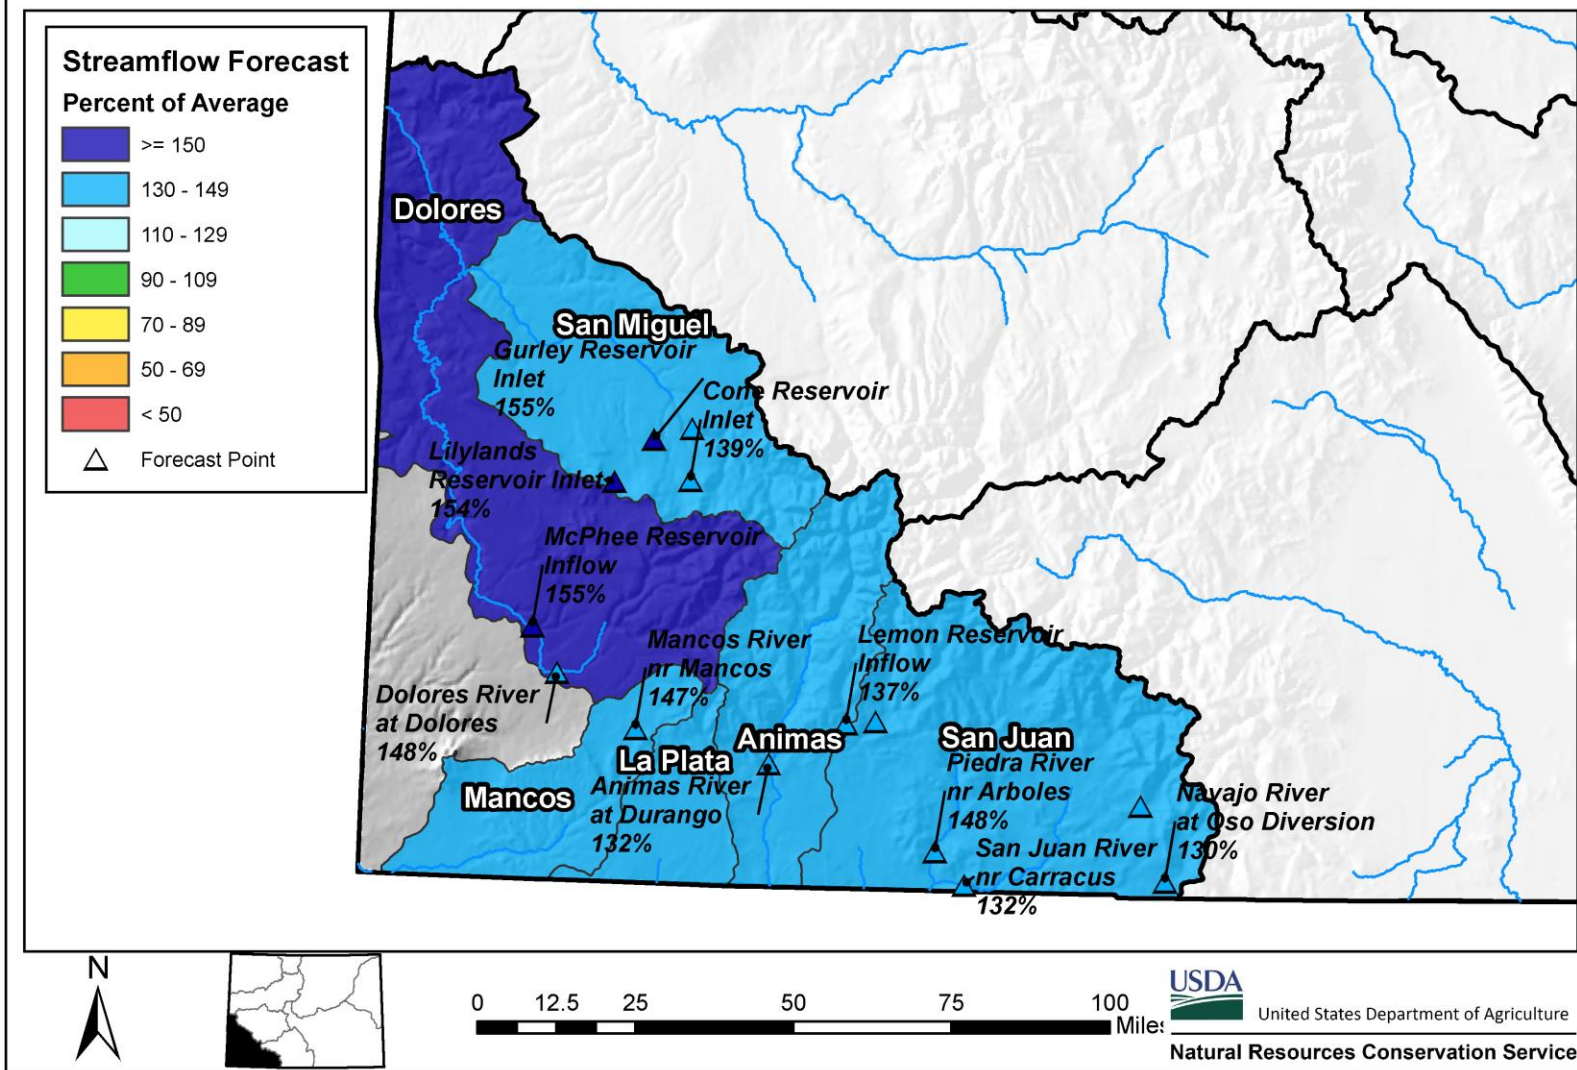 Streamflow Forecast
Percent of Average
>= 150
130 - 149
110 - 129
90 - 109
70 - 89
50 - 69
< 50
Forecast Point
Dolores
San Miguel
Gurley Reservoir
Inlet
155%
Cone Reservoir
Inlet
139%
Lilylands
Reservoir Inlet
154%
McPhee Reservoir
Inflow
155%
Mancos River
nr Mancos
147%
Lemon Reservoir
Inflow
137%
Dolores River
at Dolores
148%
Animas
San Juan
La Plata
Mancos
Animas River
at Durango
132%
Piedra River
nr Arboles
148%
Navajo River
at Oso Diversion
130%
San Juan River
nr Carracus
132%
N
0 12.5 25 50 75 100
Miles
USDA
United States Department of Agriculture
Natural Resources Conservation Service